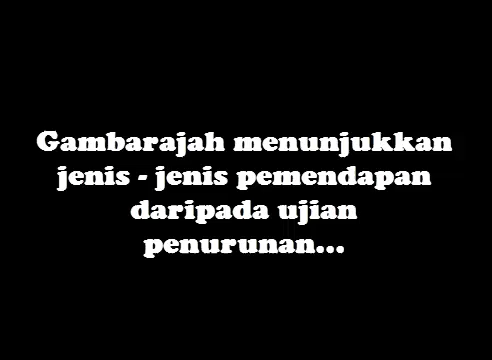 Gambarajah menunjukkan
jenis - jenis pemendapan
daripada ujian
penurunan...